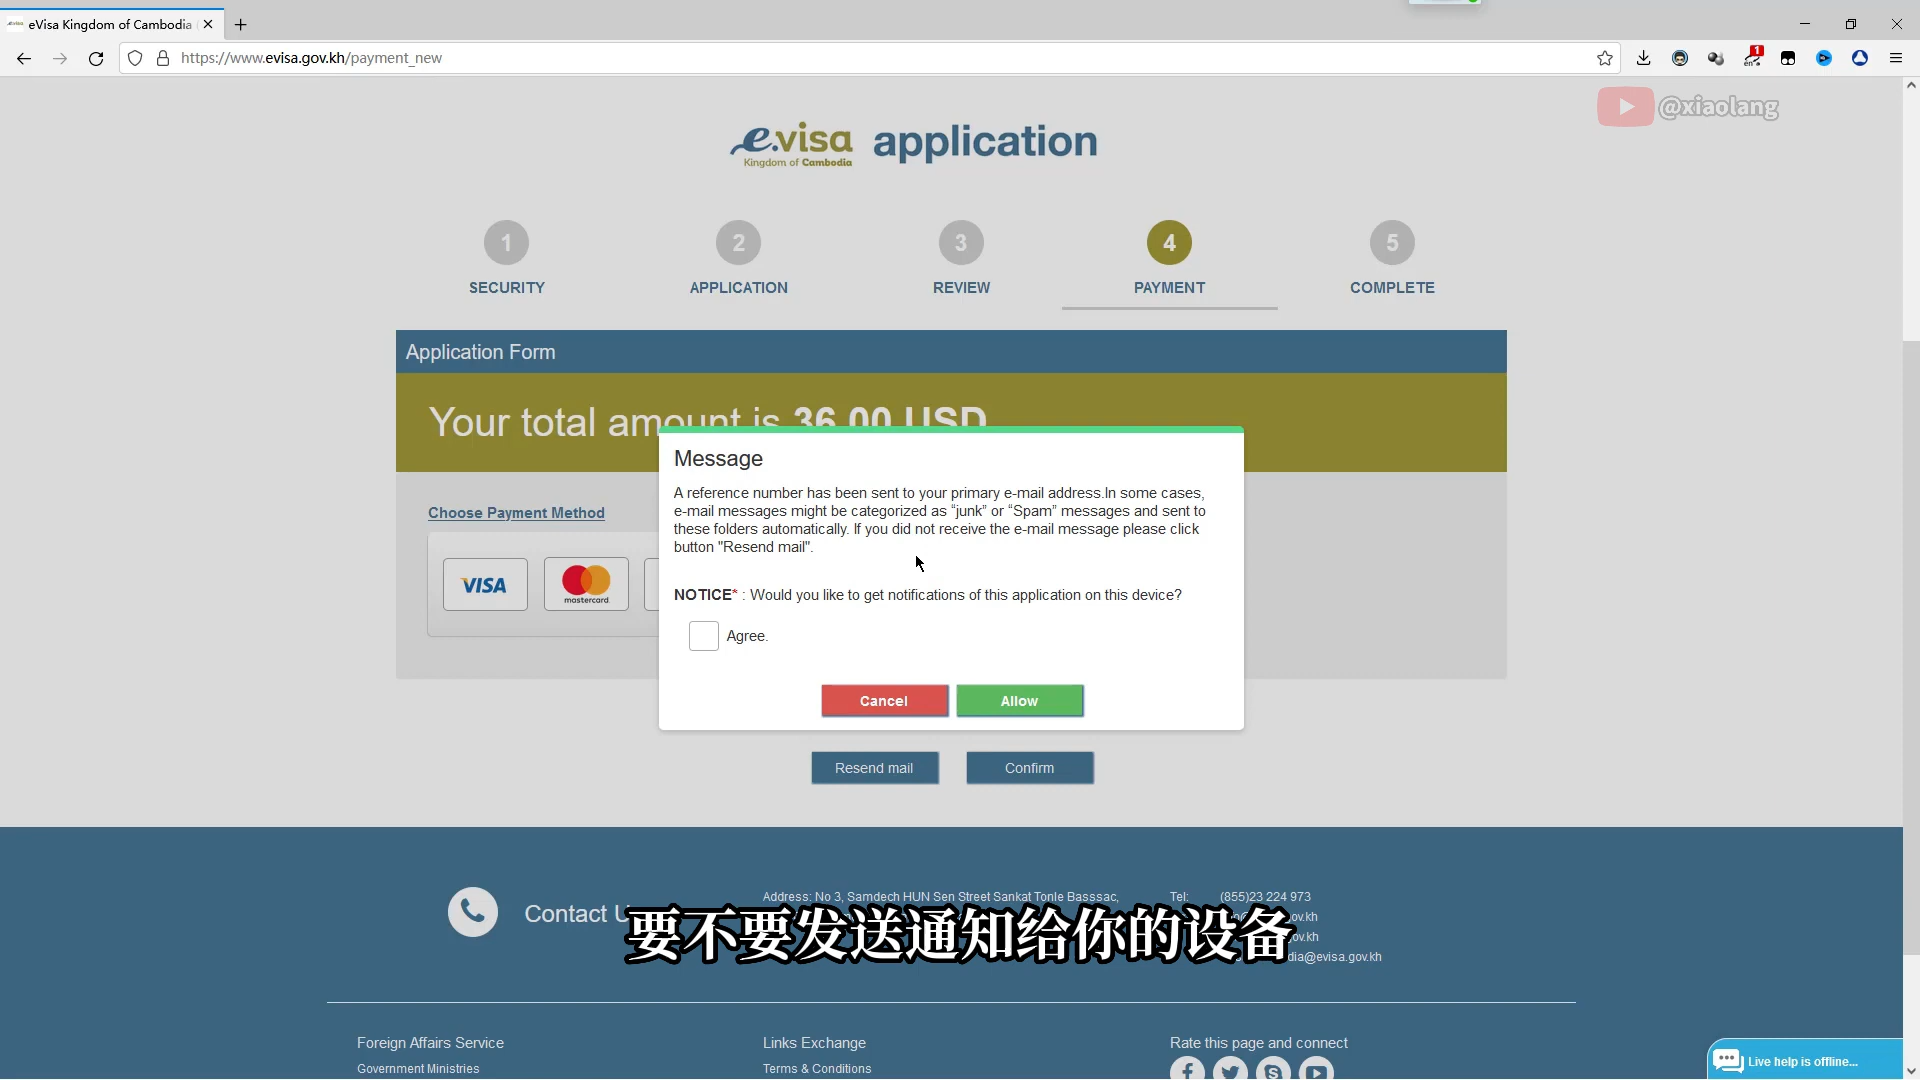 eVisa Kingdom of Cambodia
https://www.evisa.gov.kh/payment_new
1
en
@xiaolang
e.visa
Kingdom of Cambodia
application
1
2
3
4
5
SECURITY
APPLICATION
REVIEW
PAYMENT
COMPLETE
Application Form
Your total amount is 36.00 USD
Message
A reference number has been sent to your primary e-mail address.In some cases,
e-mail messages might be categorized as “junk” or “Spam” messages and sent to
these folders automatically. If you did not receive the e-mail message please click
button "Resend mail".
Choose Payment Method
VISA
mastercard
NOTICE* : Would you like to get notifications of this application on this device?
Agree.
Cancel
Allow
Resend mail
Confirm
Contact U
Address: No 3, Samdech HUN Sen Street Sankat Tonle Basssac,
Tel: (855)23 224 973
gov.kh
ov.kh
dia@evisa.gov.kh
要不要发送通知给你的设备
Foreign Affairs Service
Links Exchange
Rate this page and connect
Government Ministries
Terms & Conditions
Live help is offline...